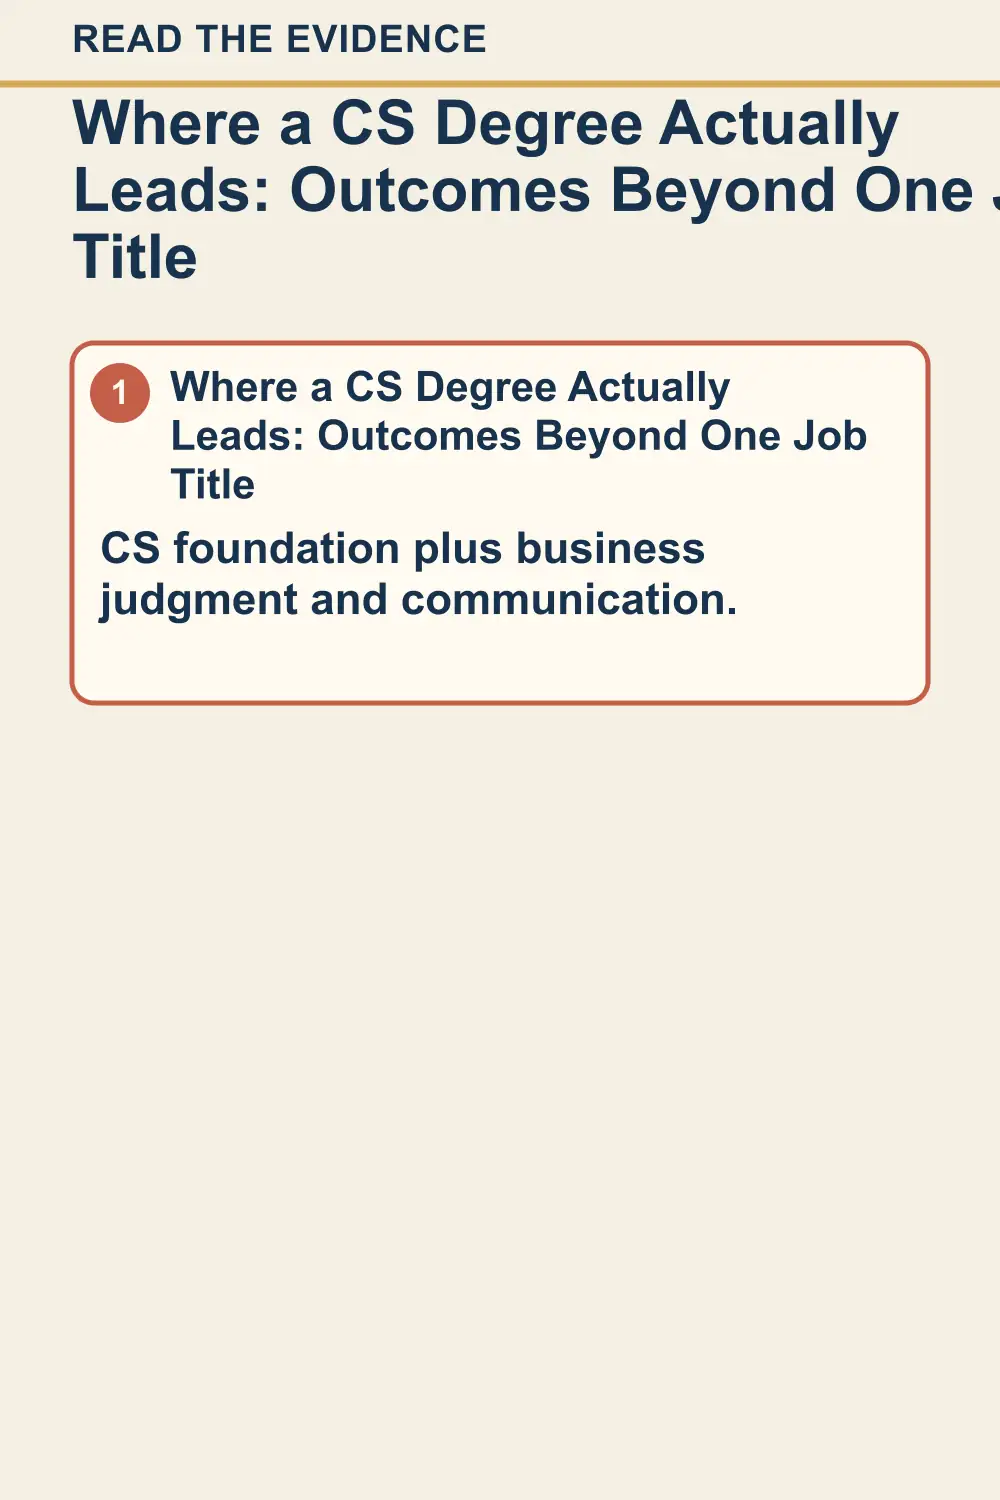 READ THE EVIDENCE
Where a CS Degree Actually
Leads: Outcomes Beyond One
Title
1
Where a CS Degree Actually
Leads: Outcomes Beyond One Job
Title
CS foundation plus business
judgment and communication.